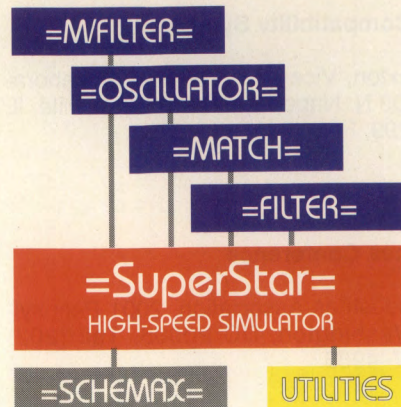 =M/FILTER=
=OSCILLATOR=
=MATCH=
=FILTER=
=SuperStar=
HIGH-SPEED SIMULATOR
=SCHEMAX=
UTILITIES